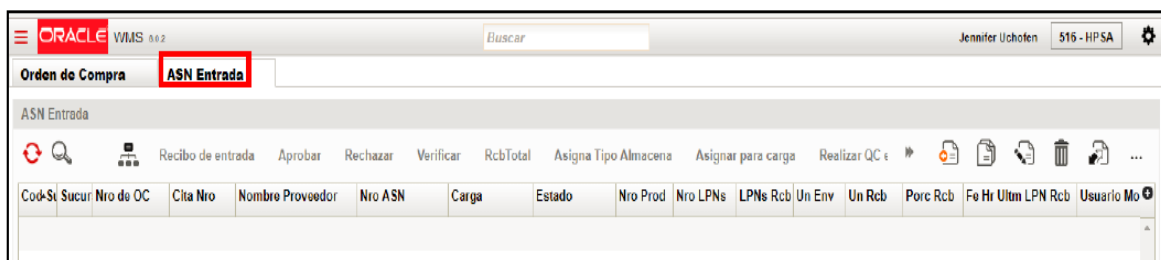 ORACLE WMS 8.0.2 Buscar Jennifer Uchofen 516 - HPSA
Orden de Compra ASN Entrada
ASN Entrada
Recibo de entrada Aprobar Rechazar Verificar RcbTotal Asigna Tipo Almacena Asignar para carga Realizar QC e ...
Sucur Nro de OC Cita Nro Nombre Proveedor Nro ASN Carga Estado Nro Prod Nro LPNs LPNs Rcb Un Env Un Rcb Porc Rcb Fe Hr Ultm LPN Rcb Usuario Mo